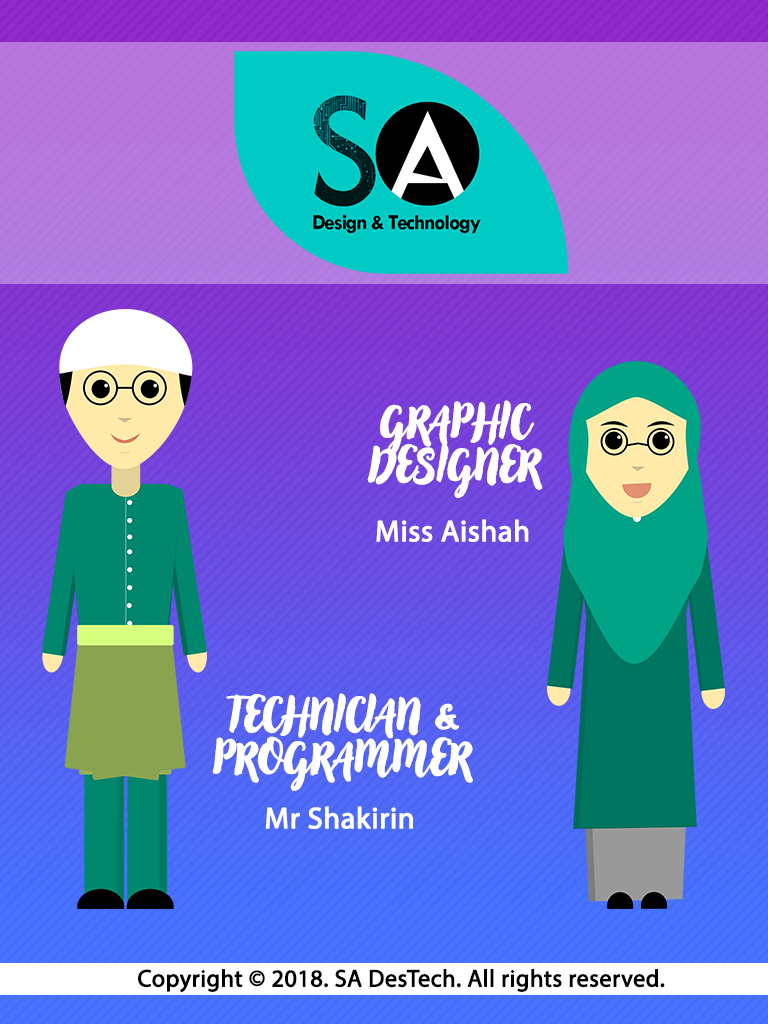 SA
Design & Technology
GRAPHIC
DESIGNER
Miss Aishah
TECHNICIAN &
PROGRAMMER
Mr Shakirin
Copyright © 2018. SA DesTech. All rights reserved.